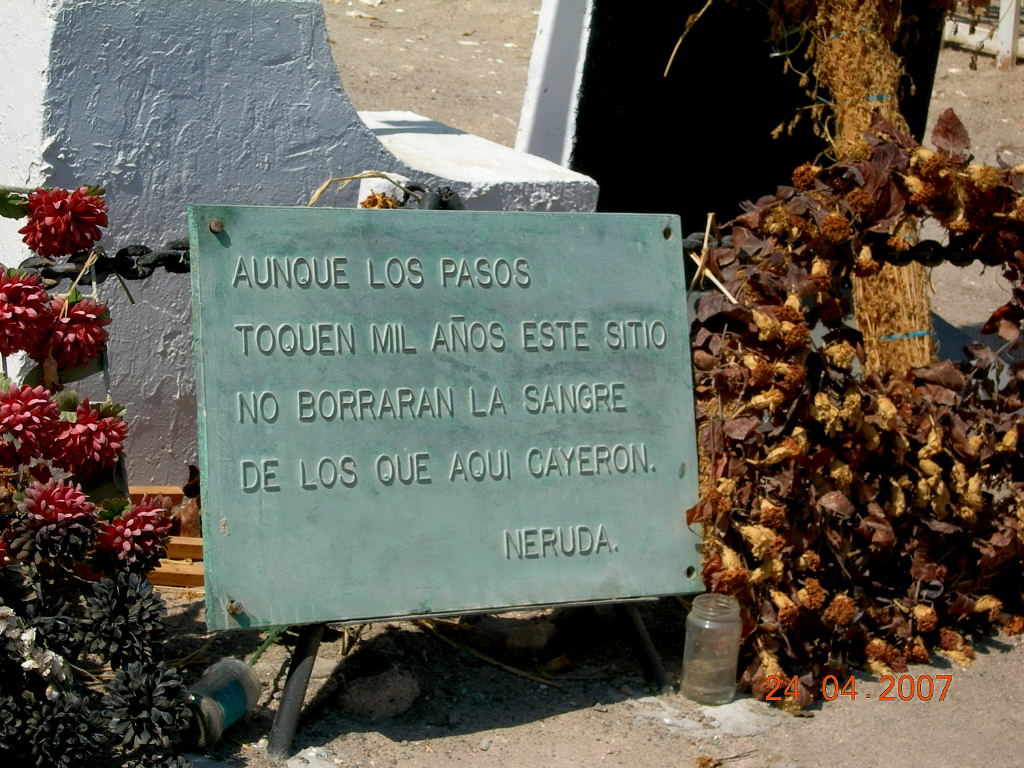 AUNQUE LOS PASOS
TOQUEN MIL AÑOS ESTE SITIO
NO BORRARAN LA SANGRE
DE LOS QUE AQUI CAYERON.
NERUDA.
24.04.2007